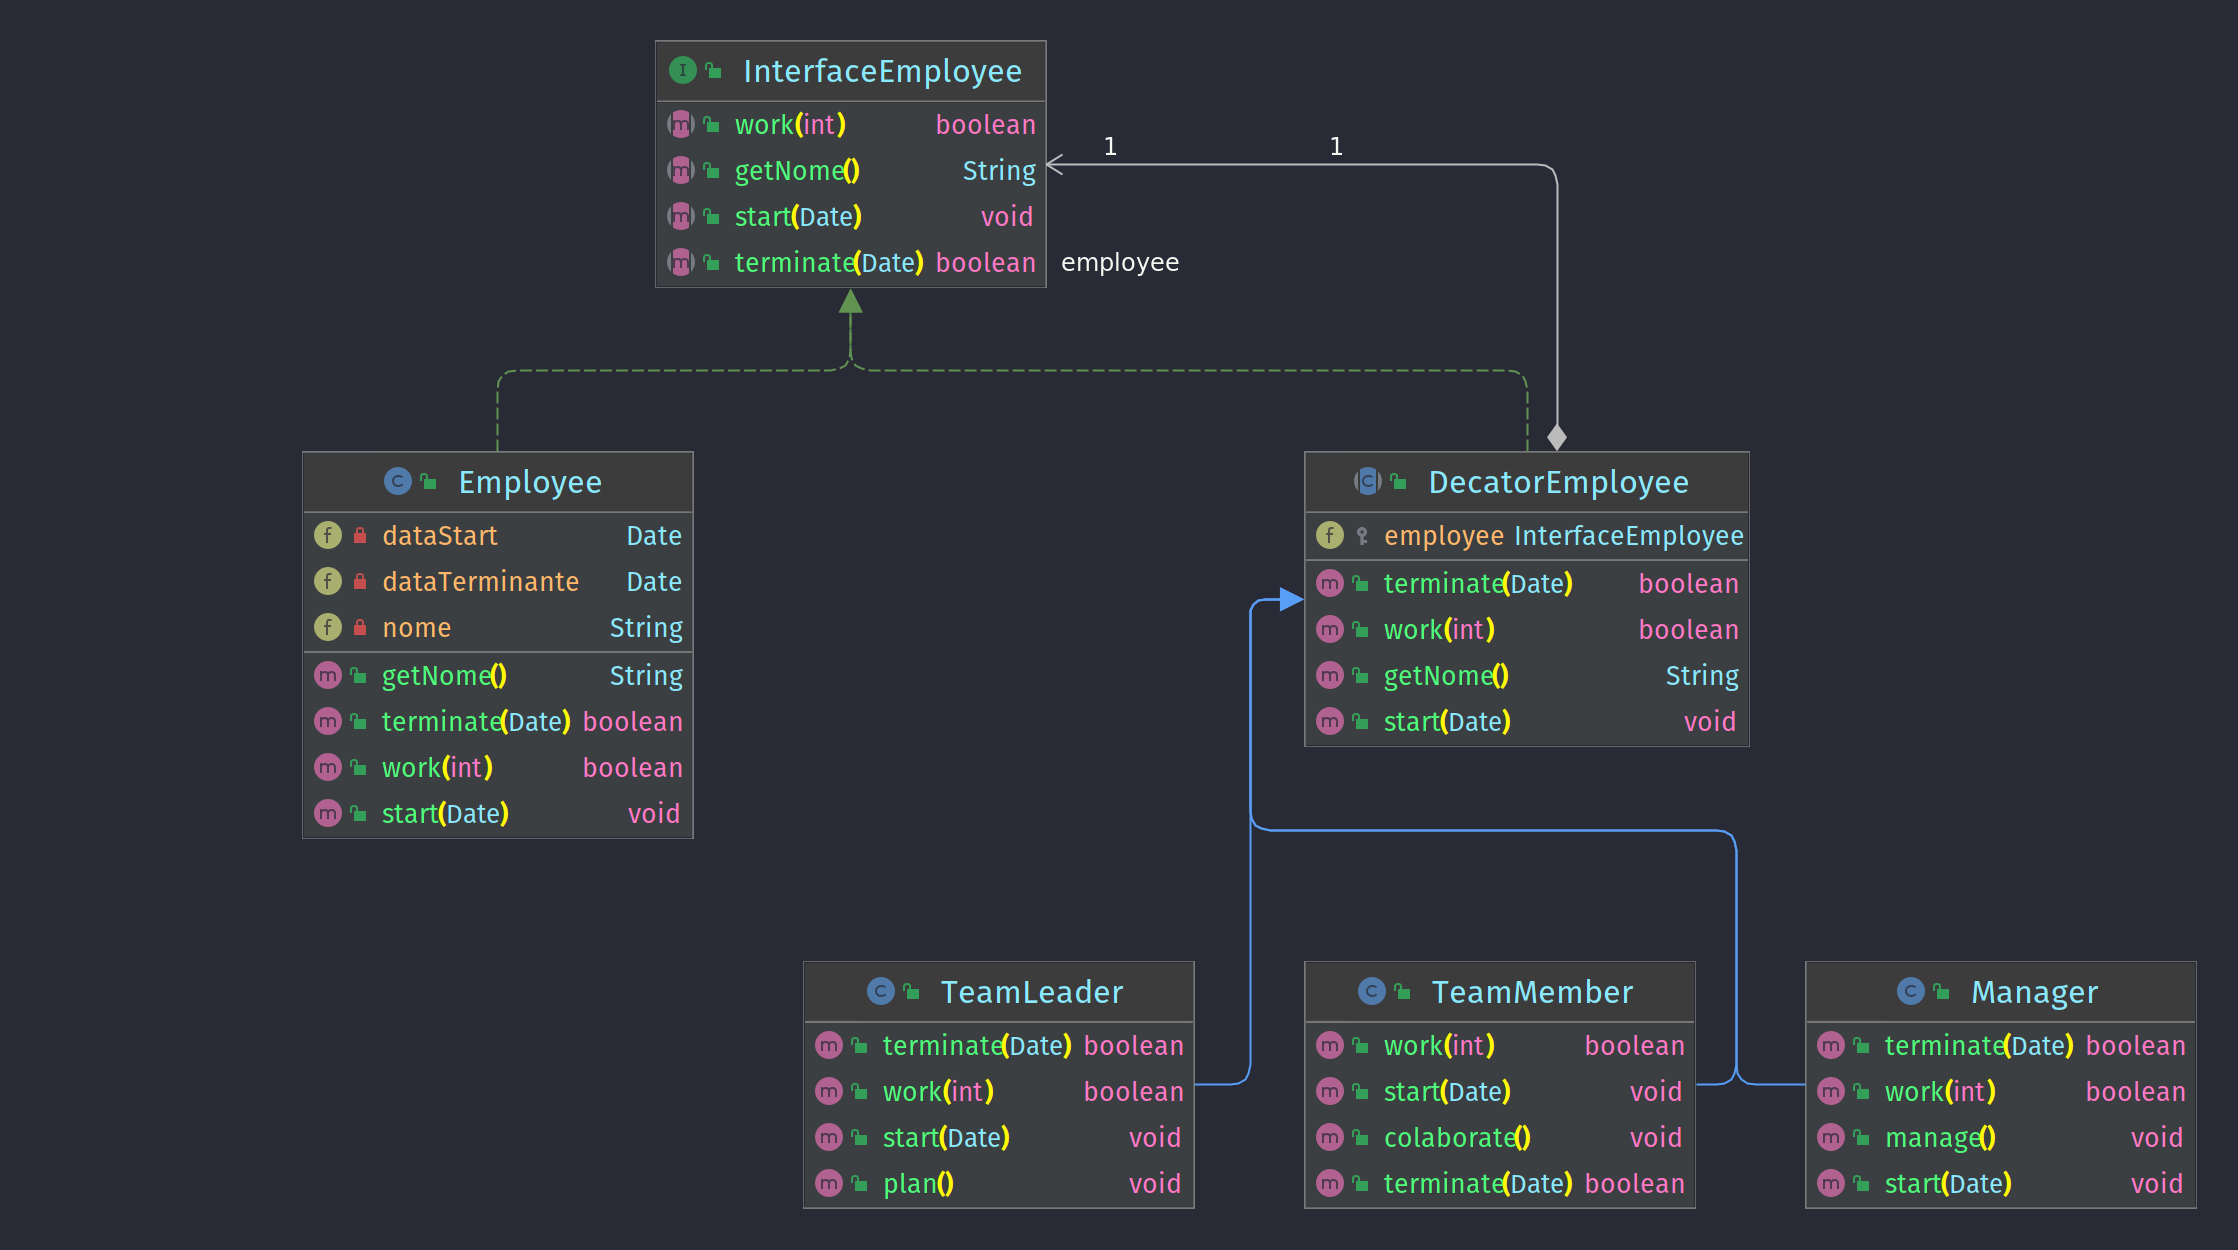 I InterfaceEmployee
m work(int) boolean
m getNome() String
m start(Date) void
m terminate(Date) boolean
1 1
employee
C Employee
f dataStart Date
f dataTerminante Date
f nome String
m getNome() String
m terminate(Date) boolean
m work(int) boolean
m start(Date) void
C DecatorEmployee
f employee InterfaceEmployee
m terminate(Date) boolean
m work(int) boolean
m getNome() String
m start(Date) void
C TeamLeader
m terminate(Date) boolean
m work(int) boolean
m start(Date) void
m plan() void
C TeamMember
m work(int) boolean
m start(Date) void
m colaborate() void
m terminate(Date) boolean
C Manager
m terminate(Date) boolean
m work(int) boolean
m manage() void
m start(Date) void